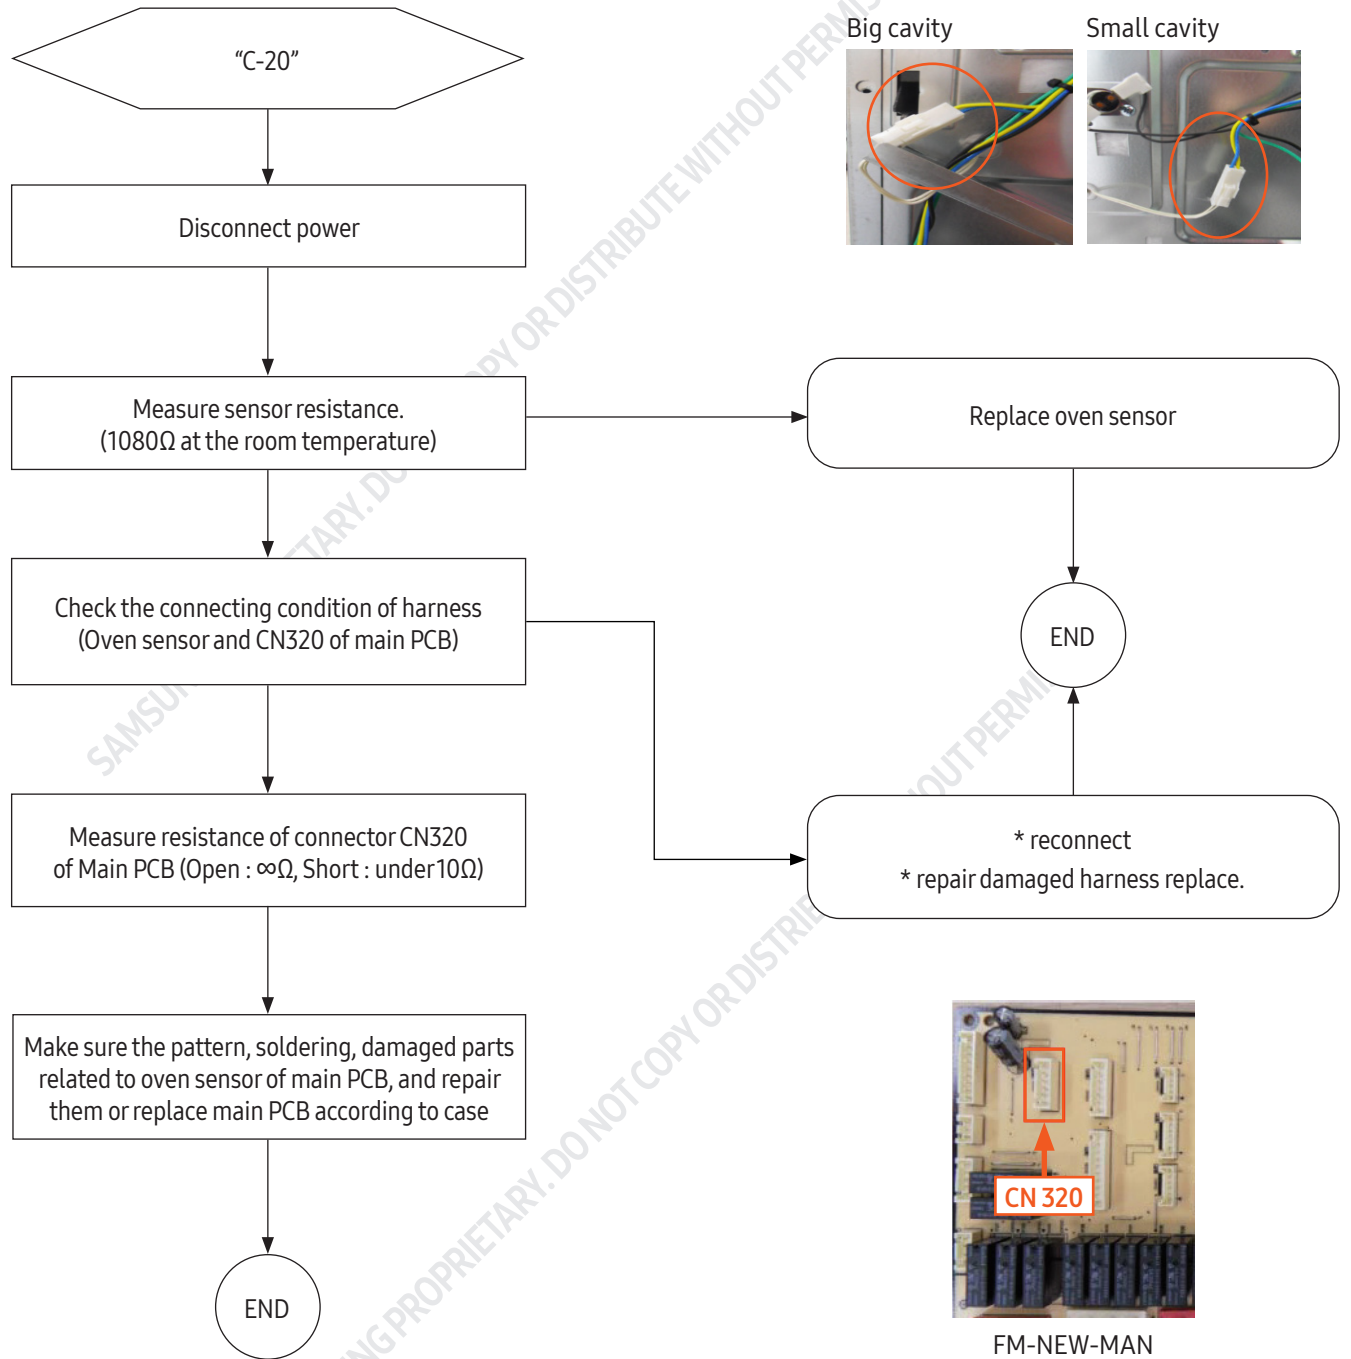 "C-20"
Big cavity
Small cavity
Disconnect power
Measure sensor resistance.
(1080Ω at the room temperature)
Replace oven sensor
Check the connecting condition of harness
(Oven sensor and CN320 of main PCB)
END
Measure resistance of connector CN320
of Main PCB (Open : ∞Ω, Short : under 10Ω)
* reconnect
* repair damaged harness replace.
Make sure the pattern, soldering, damaged parts
related to oven sensor of main PCB, and repair
them or replace main PCB according to case
CN 320
END
FM-NEW-MAN